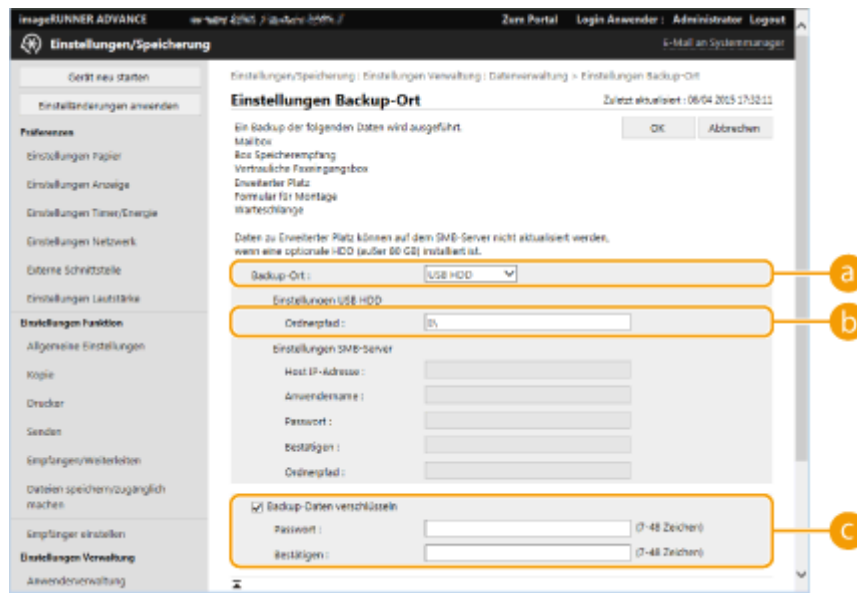 imageRUNNER ADVANCE
Zum Portal Login Anwender : Administrator Logout
Einstellungen/Speicherung
E-Mail an Systemmanager
Gerät neu starten
Einstelländerungen anwenden
Präferenzen
Einstellungen Papier
Einstellungen Anzeige
Einstellungen Timer/Energie
Einstellungen Netzwerk
Externe Schnittstelle
Einstellungen Lautstärke
Einstellungen Funktion
Allgemeine Einstellungen
Kopie
Drucker
Senden
Empfangen/Weiterleiten
Dateien speichern/zugänglich
machen
Empfänger einstellen
Einstellungen Verwaltung
Anwenderverwaltung
Einstellungen/Speicherung : Einstellungen Verwaltung : Datenverwaltung > Einstellungen Backup-Ort
Einstellungen Backup-Ort
Zuletzt aktualisiert : 08/04 2015 17:32:11
Ein Backup der folgenden Daten wird ausgeführt.
OK
Abbrechen
Mailbox
Box Speicherempfang
Vertrauliche Faxeingangsbox
Erweiterter Platz
Formular für Montage
Warteschlange
Daten zu Erweiterter Platz können auf dem SMB-Server nicht aktualisiert werden,
wenn eine optionale HDD (außer 80 GB) installiert ist.
Backup-Ort : USB HDD
a
Einstellungen USB HDD
Ordnerpfad :
b
Einstellungen SMB-Server
Host IP-Adresse :
Anwendername :
Passwort :
Bestätigen :
Ordnerpfad :
Backup-Daten verschlüsseln
Passwort : (7-48 Zeichen)
c
Bestätigen : (7-48 Zeichen)